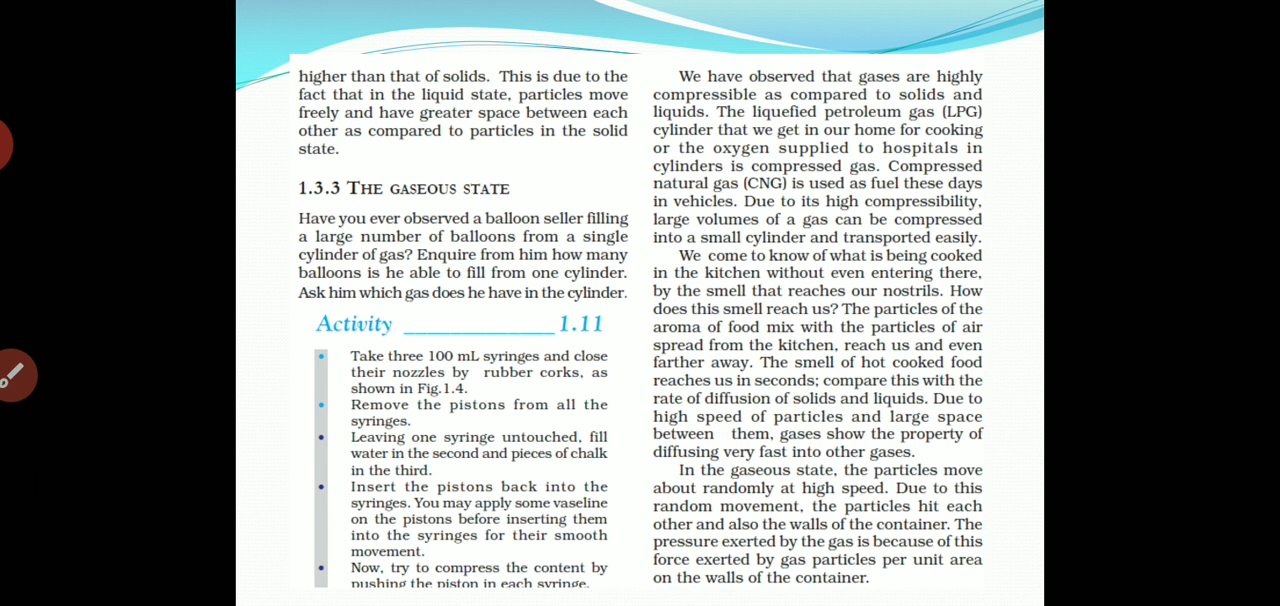 higher than that of solids. This is due to the
fact that in the liquid state, particles move
freely and have greater space between each
other as compared to particles in the solid
state.
1.3.3 THE GASEOUS STATE
Have you ever observed a balloon seller filling
a large number of balloons from a single
cylinder of gas? Enquire from him how many
balloons is he able to fill from one cylinder.
Ask him which gas does he have in the cylinder.
Activity _____________ 1.11
• Take three 100 mL syringes and close
their nozzles by rubber corks, as
shown in Fig.1.4.
• Remove the pistons from all the
syringes.
• Leaving one syringe untouched, fill
water in the second and pieces of chalk
in the third.
• Insert the pistons back into the
syringes. You may apply some vaseline
on the pistons before inserting them
into the syringes for their smooth
movement.
• Now, try to compress the content by
pushing the piston in each syringe.
We have observed that gases are highly
compressible as compared to solids and
liquids. The liquefied petroleum gas (LPG)
cylinder that we get in our home for cooking
or the oxygen supplied to hospitals in
cylinders is compressed gas. Compressed
natural gas (CNG) is used as fuel these days
in vehicles. Due to its high compressibility,
large volumes of a gas can be compressed
into a small cylinder and transported easily.
We come to know of what is being cooked
in the kitchen without even entering there,
by the smell that reaches our nostrils. How
does this smell reach us? The particles of the
aroma of food mix with the particles of air
spread from the kitchen, reach us and even
farther away. The smell of hot cooked food
reaches us in seconds; compare this with the
rate of diffusion of solids and liquids. Due to
high speed of particles and large space
between them, gases show the property of
diffusing very fast into other gases.
In the gaseous state, the particles move
about randomly at high speed. Due to this
random movement, the particles hit each
other and also the walls of the container. The
pressure exerted by the gas is because of this
force exerted by gas particles per unit area
on the walls of the container.